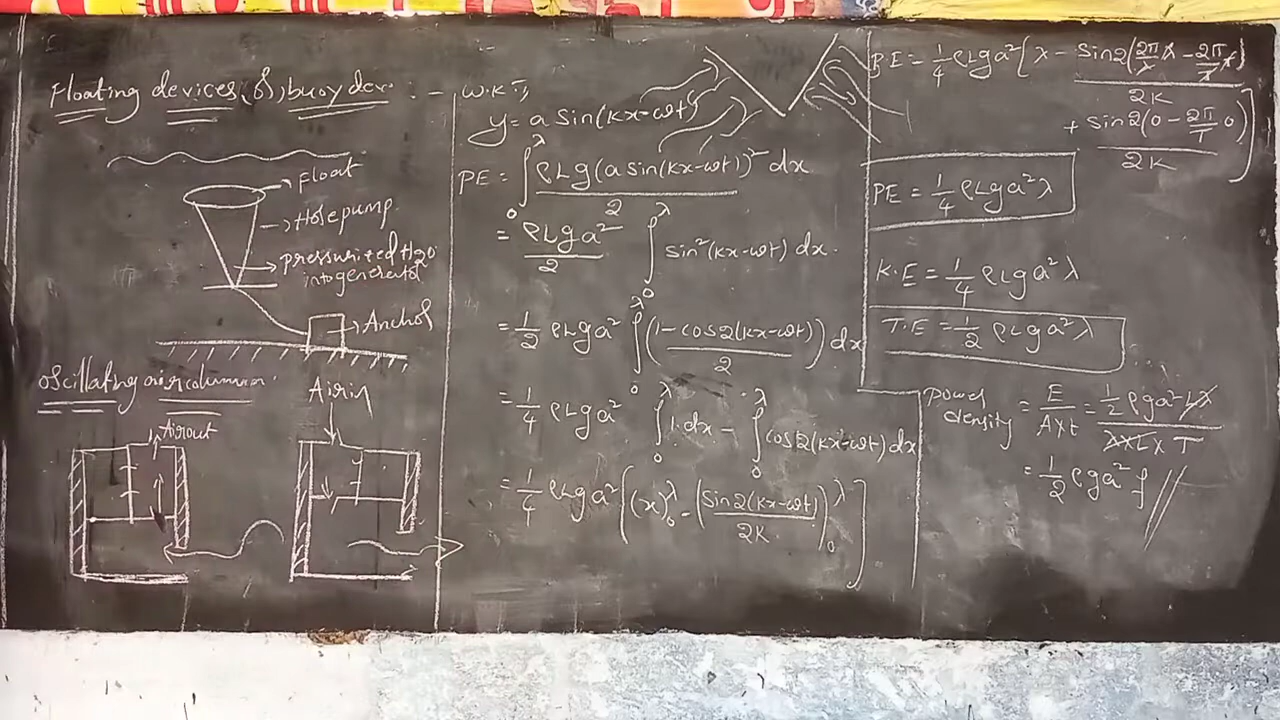 Floating devices (or) buoy dev : -
Float
Hose pump
pressurized H2O
into generator
Anchor
Oscillating air column
Air out
Air in
W.K.T,
y = a sin(kx-ωt)
PE = ∫₀^λ ρLg(a sin(kx-ωt))² dx / 2
= ρLga²/2 ∫₀^λ sin²(kx-ωt) dx.
= 1/2 ρLga² ∫₀^λ (1-cos2(kx-ωt)/2) dx
= 1/4 ρLga² ∫₀^λ 1.dx - ∫₀^λ cos2(kx-ωt)dx
= 1/4 ρLga² {(x)₀^λ - (sin2(kx-ωt)/2k)₀^λ]
PE = 1/4 ρLga² {λ - sin2(2π/λ λ - 2π/T t)/2k
+ sin2(0 - 2π/T 0)/2k]
PE = 1/4 ρLga²λ
K.E = 1/4 ρLga²λ
T.E = 1/2 ρLga²λ
power density = E/A×t = 1/2 ρga² Lλ / λ×L×T
= 1/2 ρga² f //